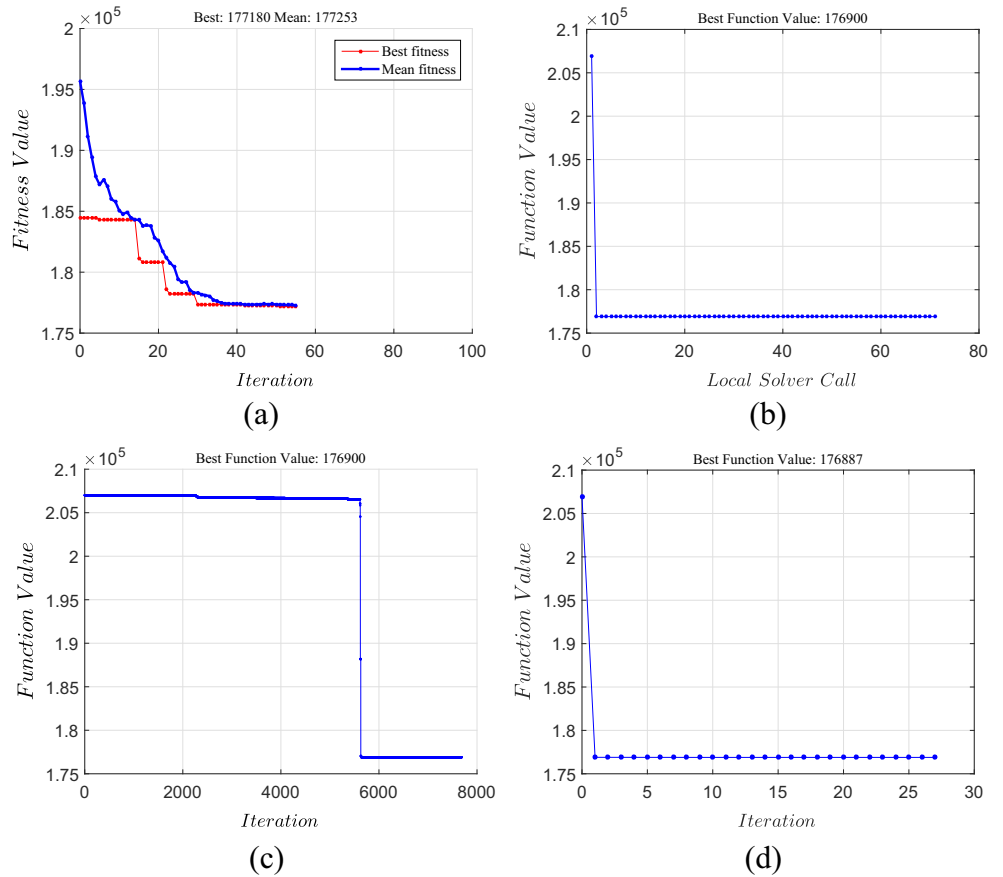 Best: 177180 Mean: 177253
× 10^5
2
1.95
1.9
1.85
1.8
1.75
Fitness Value
Best fitness
Mean fitness
0 20 40 60 80 100
Iteration
(a)
Best Function Value: 176900
× 10^5
2.1
2.05
2
1.95
1.9
1.85
1.8
1.75
Function Value
0 20 40 60 80
Local Solver Call
(b)
Best Function Value: 176900
× 10^5
2.1
2.05
2
1.95
1.9
1.85
1.8
1.75
Function Value
0 2000 4000 6000 8000
Iteration
(c)
Best Function Value: 176887
× 10^5
2.1
2.05
2
1.95
1.9
1.85
1.8
1.75
Function Value
0 5 10 15 20 25 30
Iteration
(d)